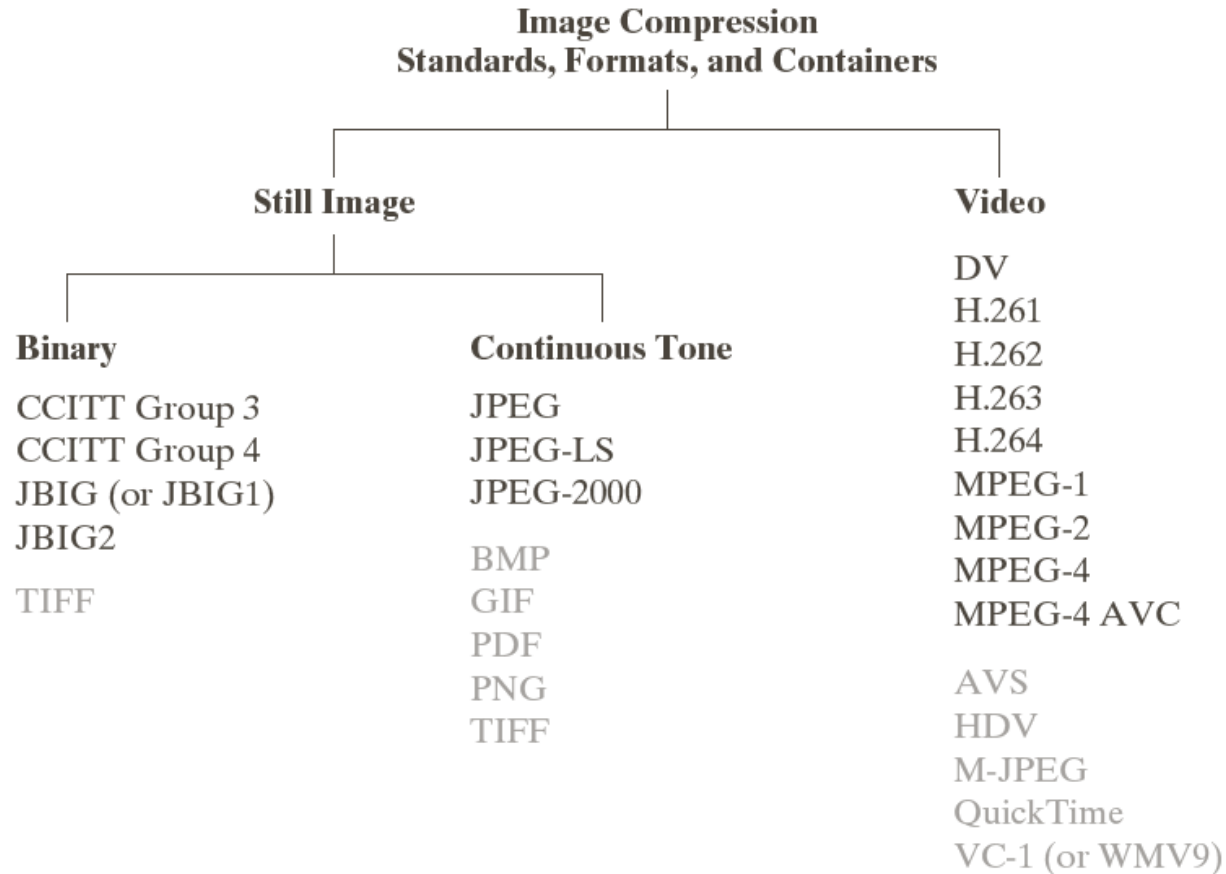 Image Compression
Standards, Formats, and Containers
Still Image
Binary
CCITT Group 3
CCITT Group 4
JBIG (or JBIG1)
JBIG2
TIFF
Continuous Tone
JPEG
JPEG-LS
JPEG-2000
BMP
GIF
PDF
PNG
TIFF
Video
DV
H.261
H.262
H.263
H.264
MPEG-1
MPEG-2
MPEG-4
MPEG-4 AVC
AVS
HDV
M-JPEG
QuickTime
VC-1 (or WMV9)